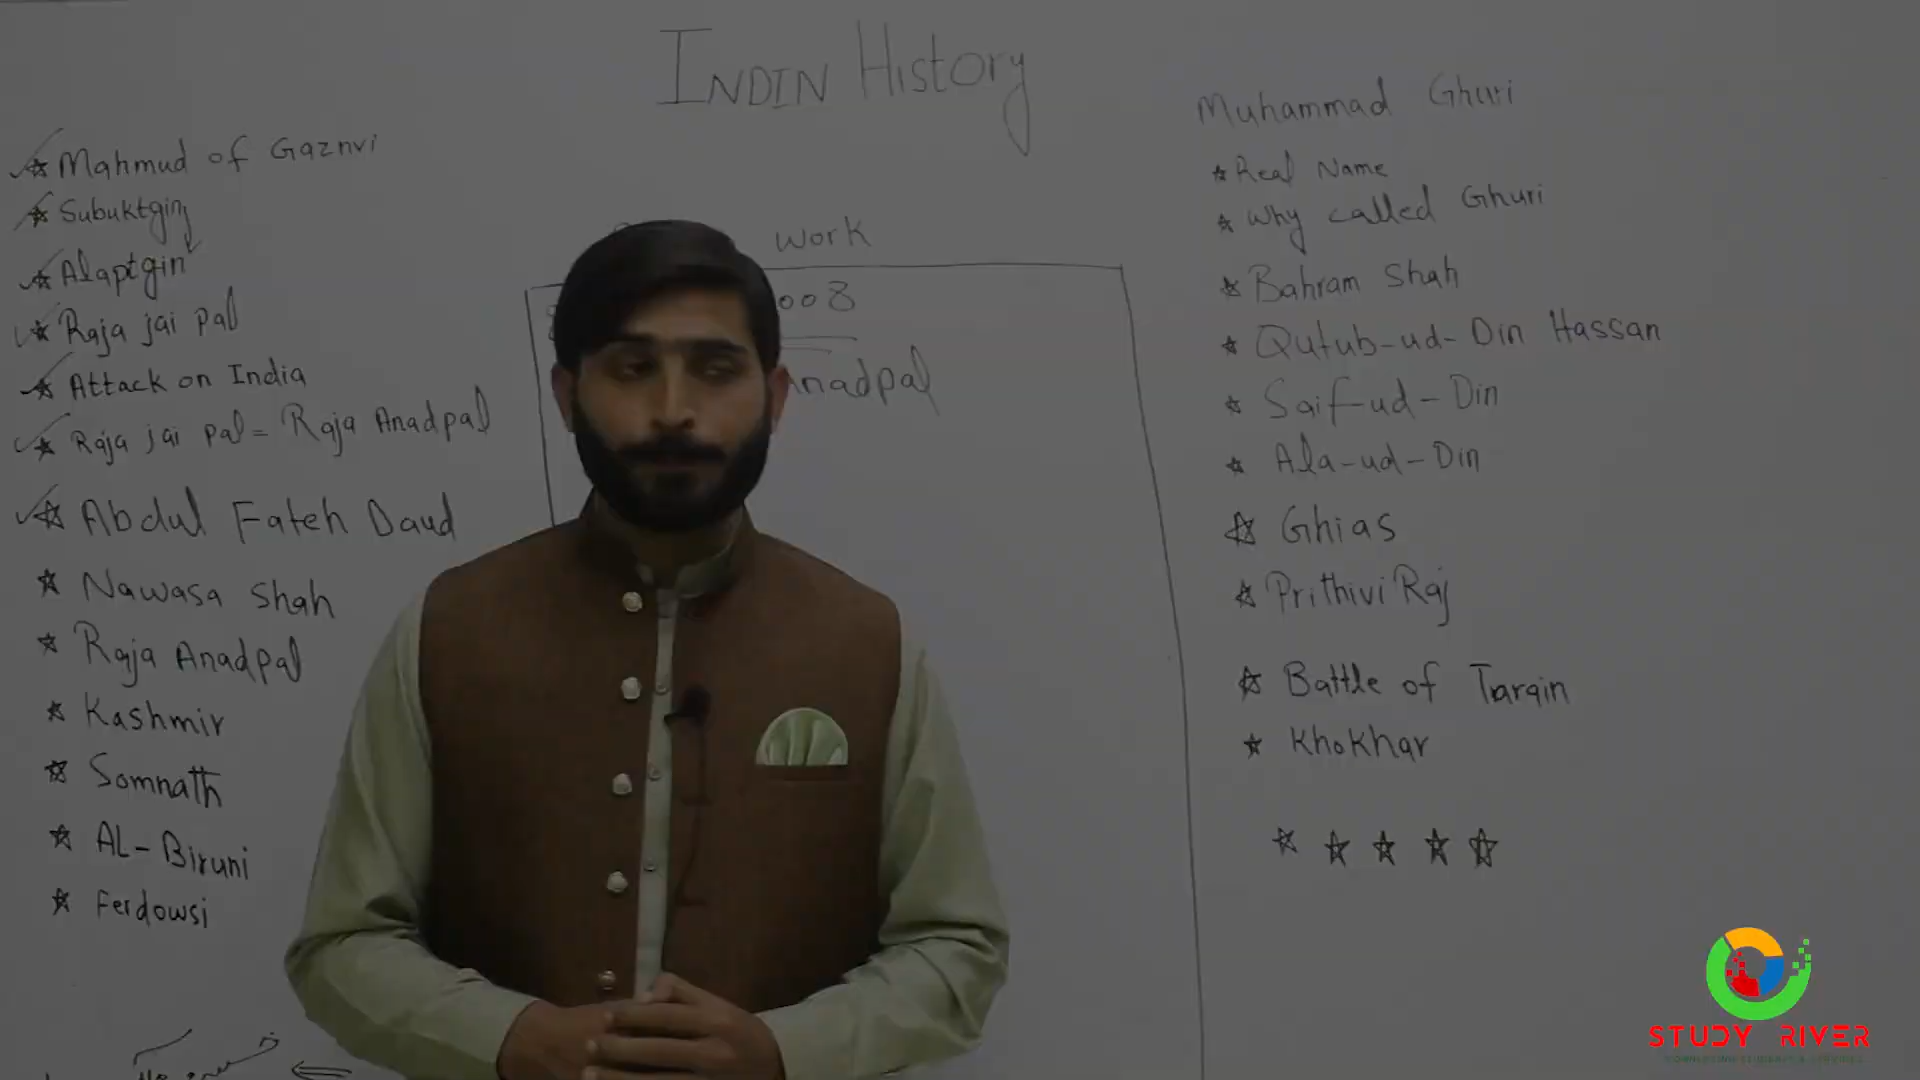 INDIN History
★ Mahmud of Gaznvi
★ Subuktgin
★ Alaptgin
★ Raja jai pal
★ Attack on India
★ Raja jai pal = Raja Anadpal
★ Abdul Fateh Daud
★ Nawasa Shah
★ Raja Anadpal
★ Kashmir
★ Somnath
★ AL-Biruni
★ Ferdowsi
work
008
Anadpal
Muhammad Ghuri
★ Real Name
★ Why called Ghuri
★ Bahram Shah
★ Qutub-ud-Din Hassan
★ Saif-ud-Din
★ Ala-ud-Din
★ Ghias
★ Prithivi Raj
★ Battle of Tarain
★ Khokhar
★ ★ ★ ★ ★
STUDY RIVER